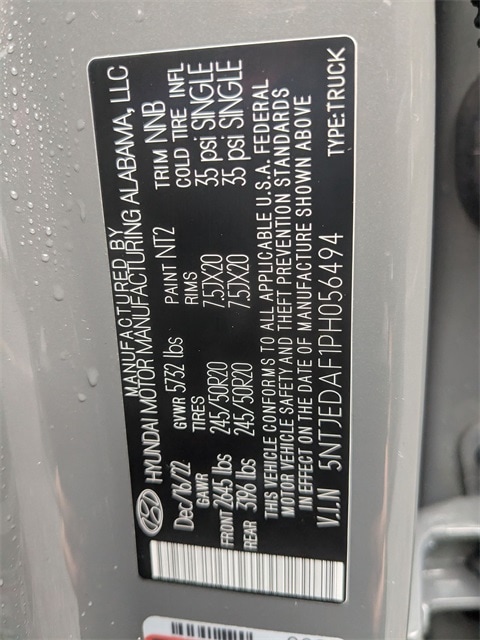 MANUFACTURED BY
HYUNDAI MOTOR MANUFACTURING ALABAMA, LLC
Dec/16/22 GVWR 5732 lbs PAINT NT2 TRIM NNB
GAWR TIRES RIMS COLD TIRE INFL
FRONT 2645 lbs 245/50R20 7.5JX20 35 psi SINGLE
REAR 3196 lbs 245/50R20 7.5JX20 35 psi SINGLE
THIS VEHICLE CONFORMS TO ALL APPLICABLE U.S.A. FEDERAL
MOTOR VEHICLE SAFETY AND THEFT PREVENTION STANDARDS
IN EFFECT ON THE DATE OF MANUFACTURE SHOWN ABOVE
V.I.N 5NTJEDAF1PH056494 TYPE:TRUCK